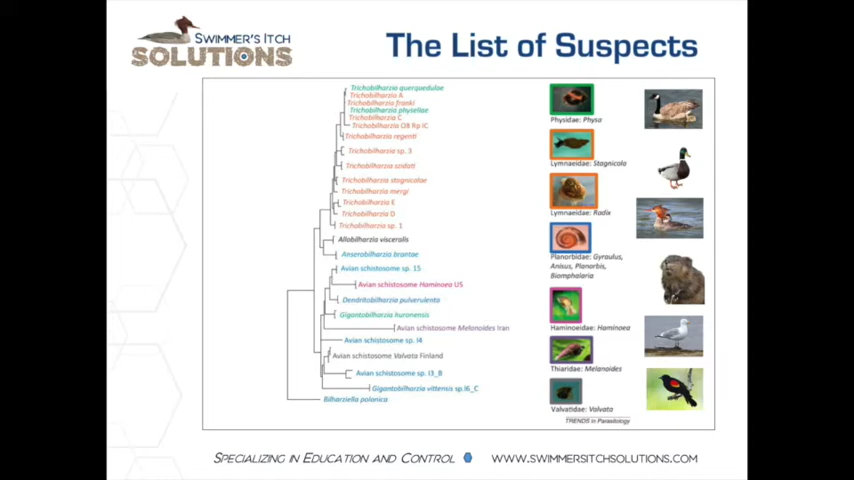 SWIMMER'S ITCH
SOLUTIONS
The List of Suspects
Trichobilharzia querquedulae
Trichobilharzia A
Trichobilharzia franki
Trichobilharzia physellae
Trichobilharzia C
Trichobilharzia OB Rp IC
Trichobilharzia regenti
Trichobilharzia sp. 3
Trichobilharzia szidati
Trichobilharzia stagnicolae
Trichobilharzia mergi
Trichobilharzia E
Trichobilharzia D
Trichobilharzia sp. 1
Allobilharzia visceralis
Anserobilharzia brantae
Avian schistosome sp. 15
Avian schistosome Haminoea US
Dendritobilharzia pulverulenta
Gigantobilharzia huronensis
Avian schistosome Melanoides Iran
Avian schistosome sp. I4
Avian schistosome Valvata Finland
Avian schistosome sp. I3_B
Gigantobilharzia vittensis sp.I6_C
Bilharziella polonica
Physidae: Physa
Lymnaeidae: Stagnicola
Lymnaeidae: Radix
Planorbidae: Gyraulus,
Anisus, Planorbis,
Biomphalaria
Haminoeidae: Haminoea
Thiaridae: Melanoides
Valvatidae: Valvata
TRENDS in Parasitology
SPECIALIZING IN EDUCATION AND CONTROL
WWW.SWIMMERSITCHSOLUTIONS.COM